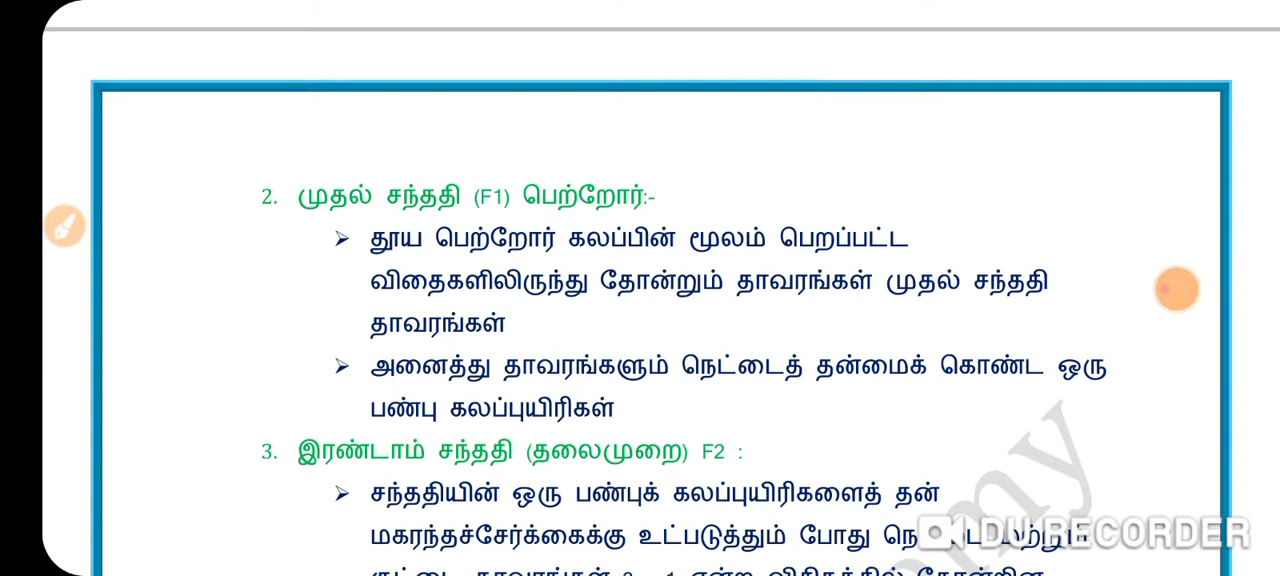 2. முதல் சந்ததி (F1) பெற்றோர்:-
➢ தூய பெற்றோர் கலப்பின் மூலம் பெறப்பட்ட
விதைகளிலிருந்து தோன்றும் தாவரங்கள் முதல் சந்ததி
தாவரங்கள்
➢ அனைத்து தாவரங்களும் நெட்டைத் தன்மைக் கொண்ட ஒரு
பண்பு கலப்புயிரிகள்
3. இரண்டாம் சந்ததி (தலைமுறை) F2 :
➢ சந்ததியின் ஒரு பண்புக் கலப்புயிரிகளைத் தன்
மகரந்தச்சேர்க்கைக்கு உட்படுத்தும் போது
DU RECORDER